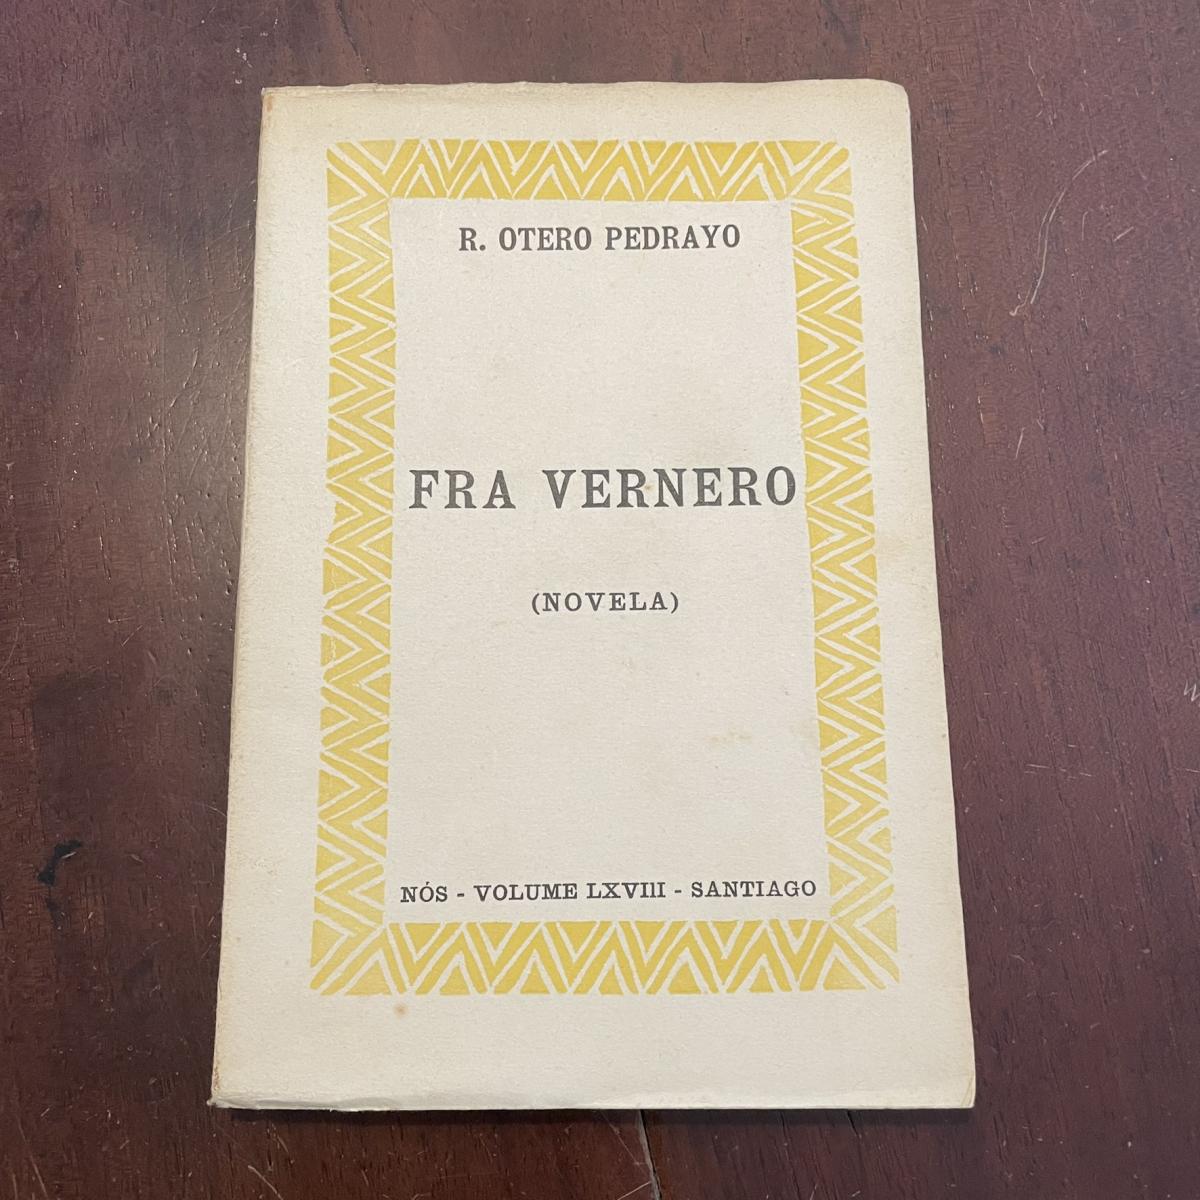 R. OTERO PEDRAYO
FRA VERNERO
(NOVELA)
NÓS - VOLUME LXVIII - SANTIAGO